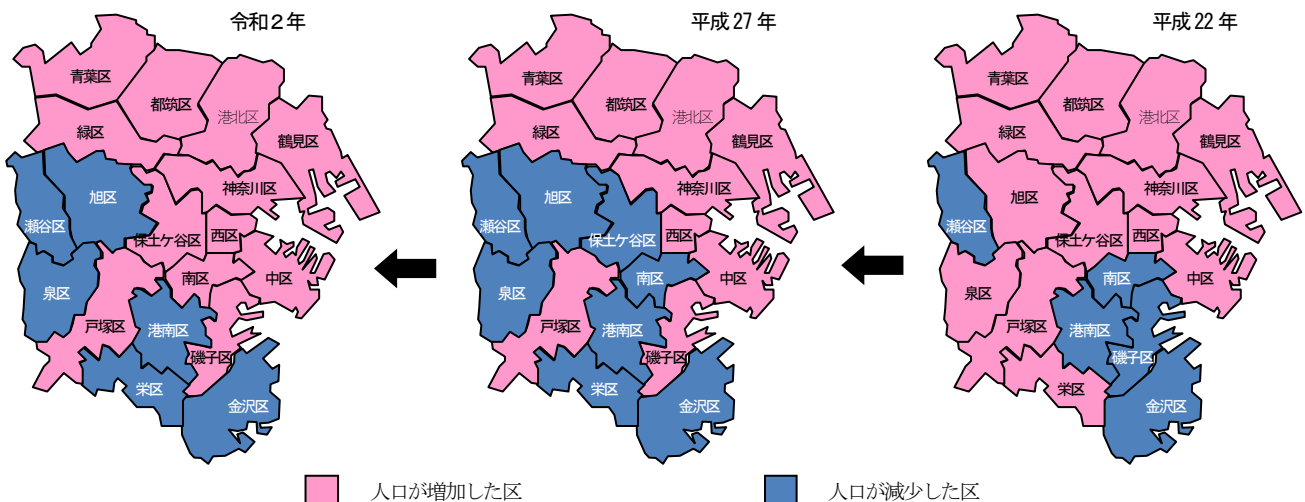 令和2年
青葉区
都筑区
港北区
緑区
鶴見区
神奈川区
旭区
瀬谷区
保土ケ谷区
西区
泉区
南区
中区
戸塚区
港南区
磯子区
栄区
金沢区
平成27年
青葉区
都筑区
港北区
緑区
鶴見区
神奈川区
旭区
瀬谷区
保土ケ谷区
西区
泉区
南区
中区
戸塚区
港南区
磯子区
栄区
金沢区
平成22年
青葉区
都筑区
港北区
緑区
鶴見区
神奈川区
旭区
瀬谷区
保土ケ谷区
西区
泉区
南区
中区
戸塚区
港南区
磯子区
栄区
金沢区
人口が増加した区
人口が減少した区